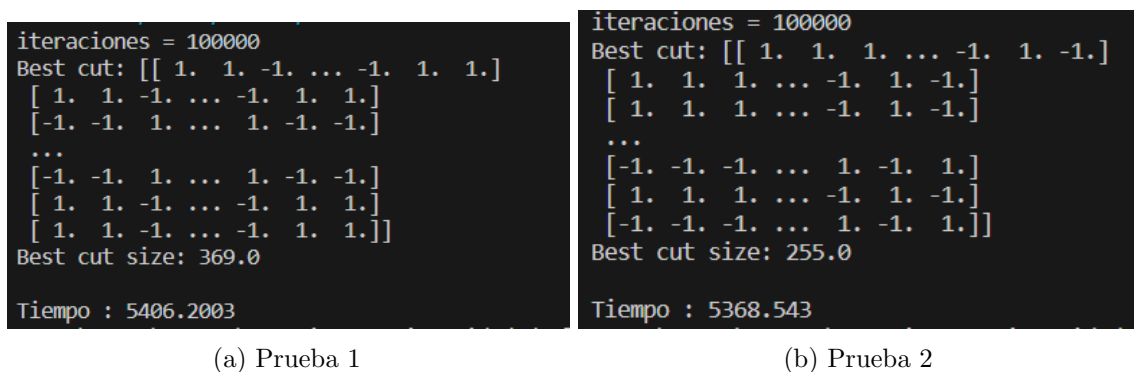 iteraciones = 100000
Best cut: [[ 1.  1. -1. ... -1.  1.  1.]
[ 1.  1. -1. ... -1.  1.  1.]
[-1. -1.  1. ...  1. -1. -1.]
...
[-1. -1.  1. ...  1. -1. -1.]
[ 1.  1. -1. ... -1.  1.  1.]
[ 1.  1. -1. ... -1.  1.  1.]]
Best cut size: 369.0
Tiempo : 5406.2003
(a) Prueba 1
iteraciones = 100000
Best cut: [[ 1.  1.  1. ... -1.  1. -1.]
[ 1.  1.  1. ... -1.  1. -1.]
[ 1.  1.  1. ... -1.  1. -1.]
...
[-1. -1. -1. ...  1. -1.  1.]
[ 1.  1.  1. ... -1.  1. -1.]
[-1. -1. -1. ...  1. -1.  1.]]
Best cut size: 255.0
Tiempo : 5368.543
(b) Prueba 2